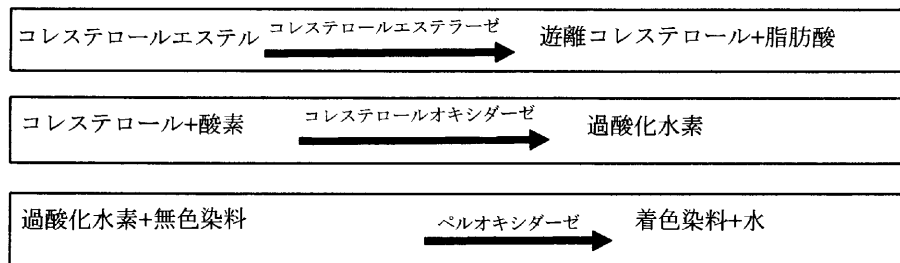 コレステロールエステル コレステロールエステラーゼ 遊離コレステロール+脂肪酸
コレステロール+酸素 コレステロールオキシダーゼ 過酸化水素
過酸化水素+無色染料 ペルオキシダーゼ 着色染料+水